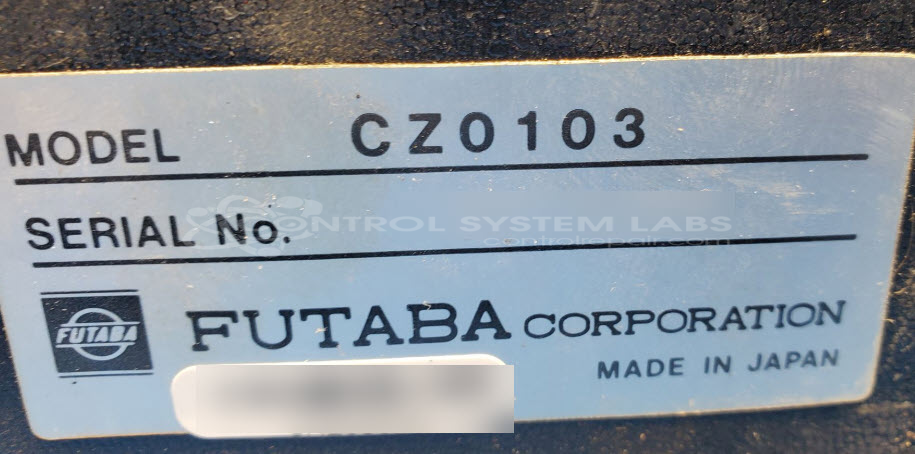 MODEL CZ0103
SERIAL No.
CONTROL SYSTEM LABS
controlrepair.com
FUTABA FUTABA CORPORATION
MADE IN JAPAN